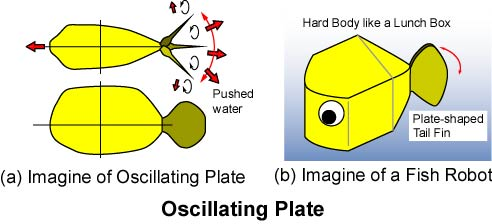 Hard Body like a Lunch Box
Pushed
water
Plate-shaped
Tail Fin
(a) Imagine of Oscillating Plate
(b) Imagine of a Fish Robot
Oscillating Plate